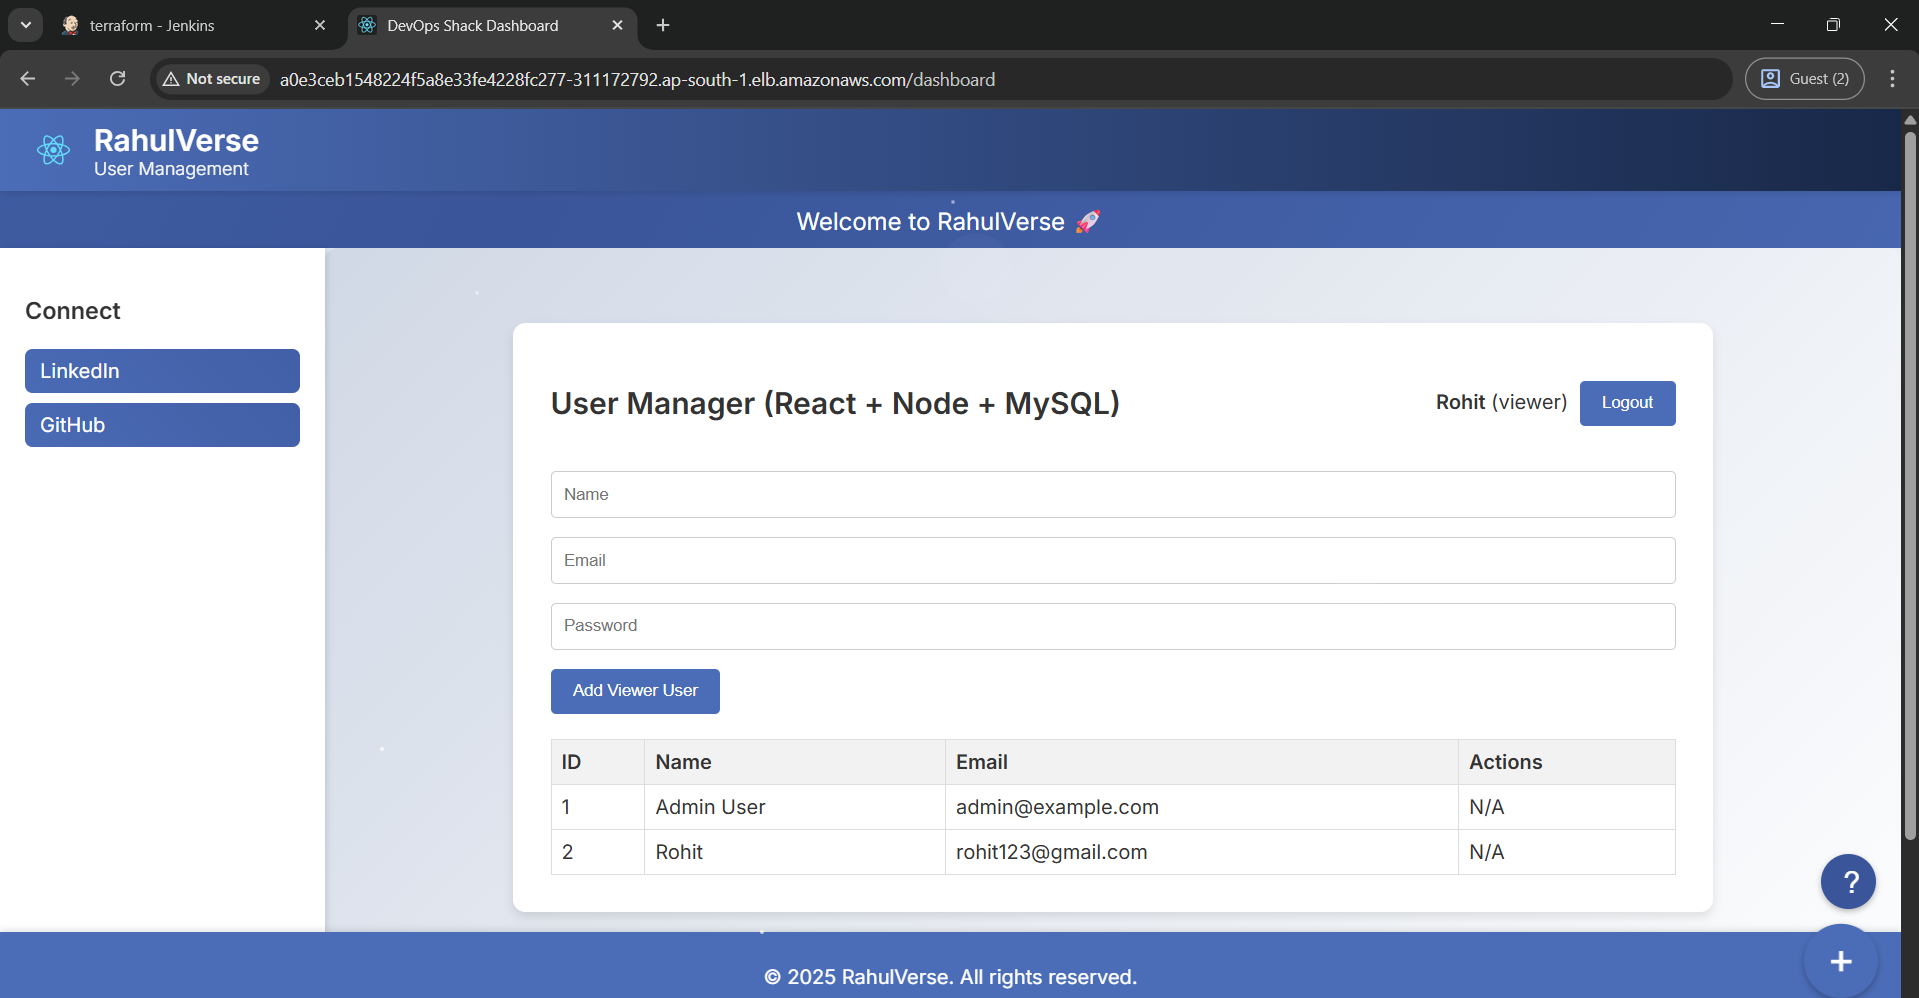 terraform - Jenkins
DevOps Shack Dashboard
Not secure
a0e3ceb1548224f5a8e33fe4228fc277-311172792.ap-south-1.elb.amazonaws.com/dashboard
Guest (2)
RahulVerse
User Management
Welcome to RahulVerse 🚀
Connect
LinkedIn
GitHub
User Manager (React + Node + MySQL)
Rohit (viewer)
Logout
Name
Email
Password
Add Viewer User
ID Name Email Actions
1 Admin User admin@example.com N/A
2 Rohit rohit123@gmail.com N/A
?
+
© 2025 RahulVerse. All rights reserved.